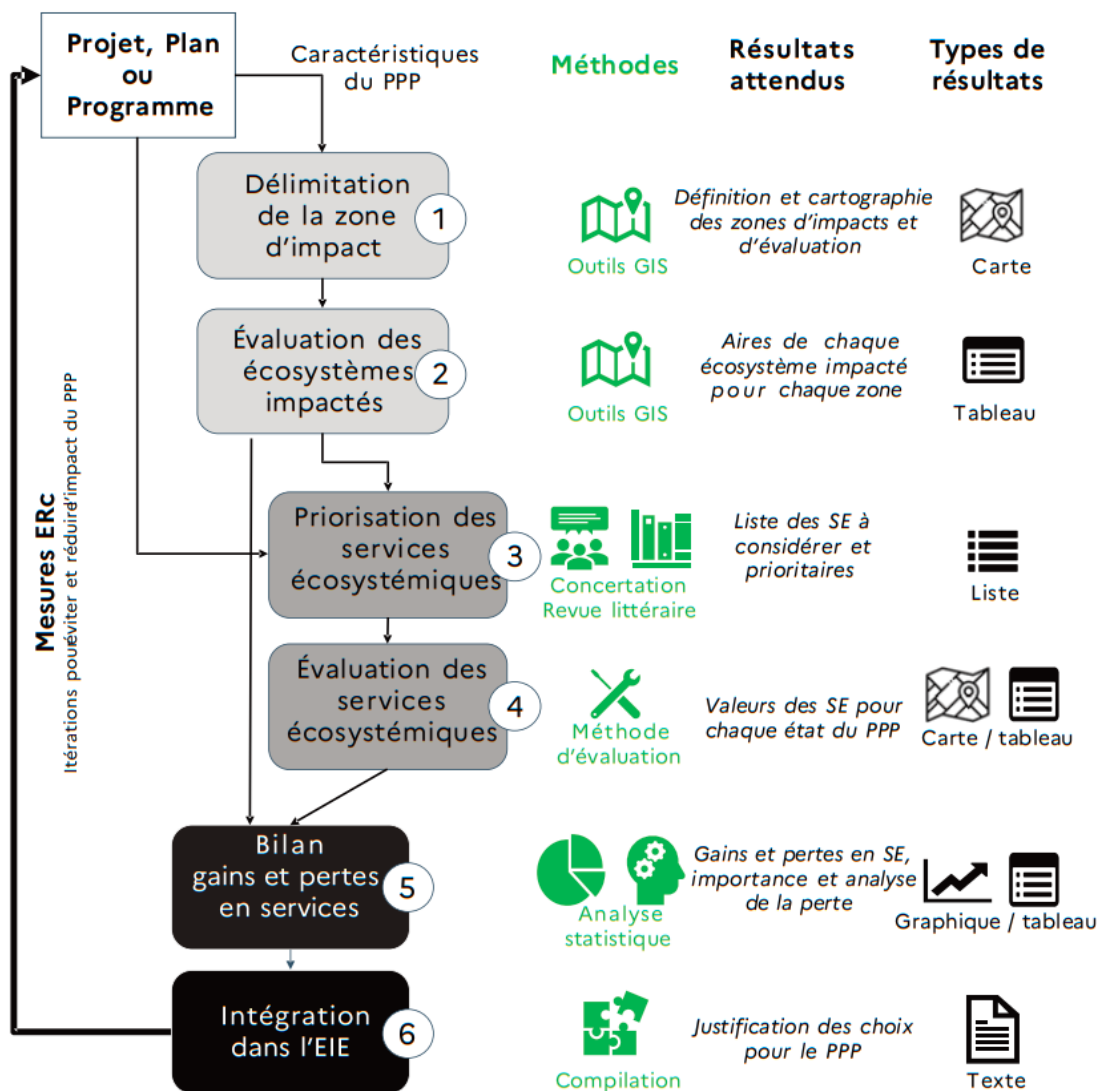 Projet, Plan
ou
Programme
Caractéristiques
du PPP
Méthodes
Résultats
attendus
Types de
résultats
Délimitation
de la zone
d'impact
1
Outils GIS
Définition et cartographie
des zones d'impacts et
d'évaluation
Carte
Évaluation des
écosystèmes
impactés
2
Outils GIS
Aires de chaque
écosystème impacté
pour chaque zone
Tableau
Mesures ERc
Itérations pouréviter et réduired'impact du PPP
Priorisation des
services
écosystémiques
3
Concertation
Revue littéraire
Liste des SE à
considérer et
prioritaires
Liste
Évaluation des
services
écosystémiques
4
Méthode
d'évaluation
Valeurs des SE pour
chaque état du PPP
Carte / tableau
Bilan
gains et pertes
en services
5
Analyse
statistique
Gains et pertes en SE,
importance et analyse
de la perte
Graphique / tableau
Intégration
dans l'EIE
6
Compilation
Justification des choix
pour le PPP
Texte